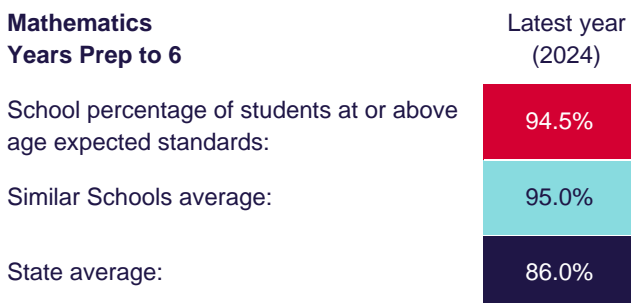 Mathematics
Years Prep to 6
Latest year
(2024)
School percentage of students at or above
age expected standards:
94.5%
Similar Schools average:
95.0%
State average:
86.0%